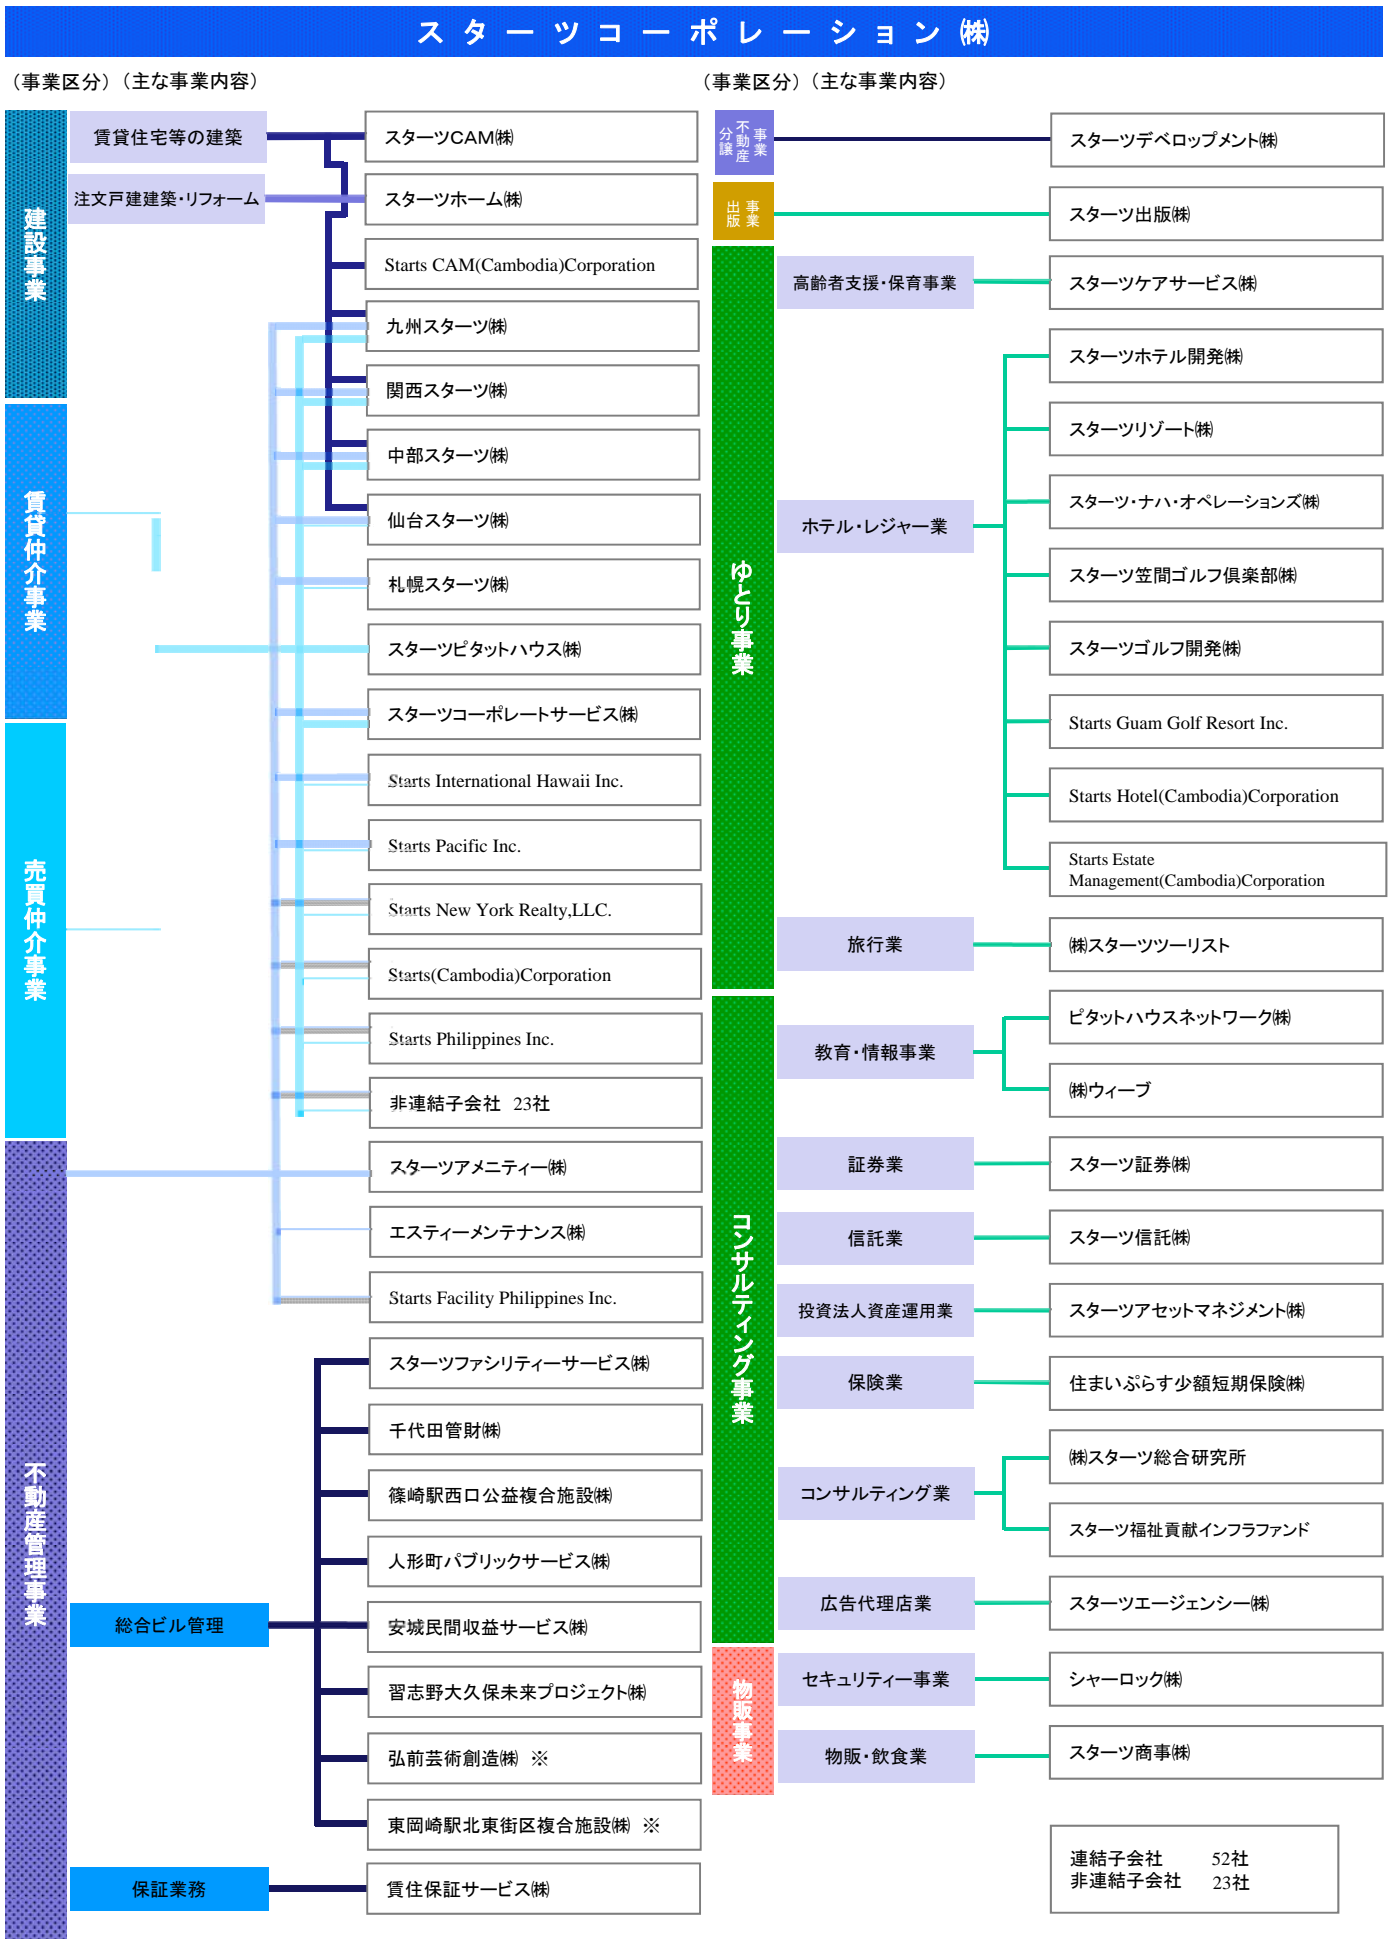 スターツコーポレーション㈱
（事業区分）（主な事業内容）
建設事業
賃貸住宅等の建築
スターツCAM㈱
注文戸建建築・リフォーム
スターツホーム㈱
Starts CAM(Cambodia)Corporation
九州スターツ㈱
関西スターツ㈱
中部スターツ㈱
仙台スターツ㈱
札幌スターツ㈱
賃貸仲介事業
スターツピタットハウス㈱
スターツコーポレートサービス㈱
Starts International Hawaii Inc.
Starts Pacific Inc.
売買仲介事業
Starts New York Realty,LLC.
Starts(Cambodia)Corporation
Starts Philippines Inc.
非連結子会社 23社
不動産管理事業
スターツアメニティー㈱
エスティーメンテナンス㈱
Starts Facility Philippines Inc.
スターツファシリティーサービス㈱
千代田管財㈱
篠崎駅西口公益複合施設㈱
人形町パブリックサービス㈱
総合ビル管理
安城民間収益サービス㈱
習志野大久保未来プロジェクト㈱
弘前芸術創造㈱ ※
東岡崎駅北東街区複合施設㈱ ※
保証業務
賃住保証サービス㈱
（事業区分）（主な事業内容）
分譲
不動産
事業
スターツデベロップメント㈱
出版
事業
スターツ出版㈱
ゆとり事業
高齢者支援・保育事業
スターツケアサービス㈱
スターツホテル開発㈱
スターツリゾート㈱
スターツ・ナハ・オペレーションズ㈱
ホテル・レジャー業
スターツ笠間ゴルフ倶楽部㈱
スターツゴルフ開発㈱
Starts Guam Golf Resort Inc.
Starts Hotel(Cambodia)Corporation
Starts Estate
Management(Cambodia)Corporation
旅行業
㈱スターツツーリスト
コンサルティング事業
教育・情報事業
ピタットハウスネットワーク㈱
㈱ウィーブ
証券業
スターツ証券㈱
信託業
スターツ信託㈱
投資法人資産運用業
スターツアセットマネジメント㈱
保険業
住まいぷらす少額短期保険㈱
コンサルティング業
㈱スターツ総合研究所
スターツ福祉貢献インフラファンド
広告代理店業
スターツエージェンシー㈱
物販事業
セキュリティー事業
シャーロック㈱
物販・飲食業
スターツ商事㈱
連結子会社 52社
非連結子会社 23社